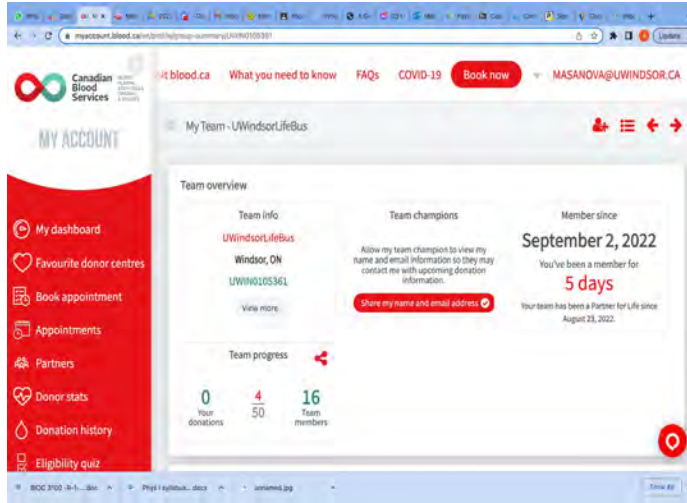 myaccount.blood.ca
Update
Canadian
Blood
Services
MY ACCOUNT
My dashboard
Favourite donor centres
Book appointment
Appointments
Partners
Donor stats
Donation history
Eligibility quiz
it blood.ca What you need to know FAQs COVID-19 Book now MASANOVA@UWINDSOR.CA
My Team - UWindsorLifeBus
Team overview
Team info
UWindsorLifeBus
Windsor, ON
UWIN0105361
View more
Team champions
Allow my team champion to view my
name and email information so they may
contact me with upcoming donation
information.
Share my name and email address
Member since
September 2, 2022
You've been a member for
5 days
Your team has been a Partner for Life since
August 23, 2022.
Team progress
0
Your
donations
4
50
16
Team
members
unnamed.jpg
Show All